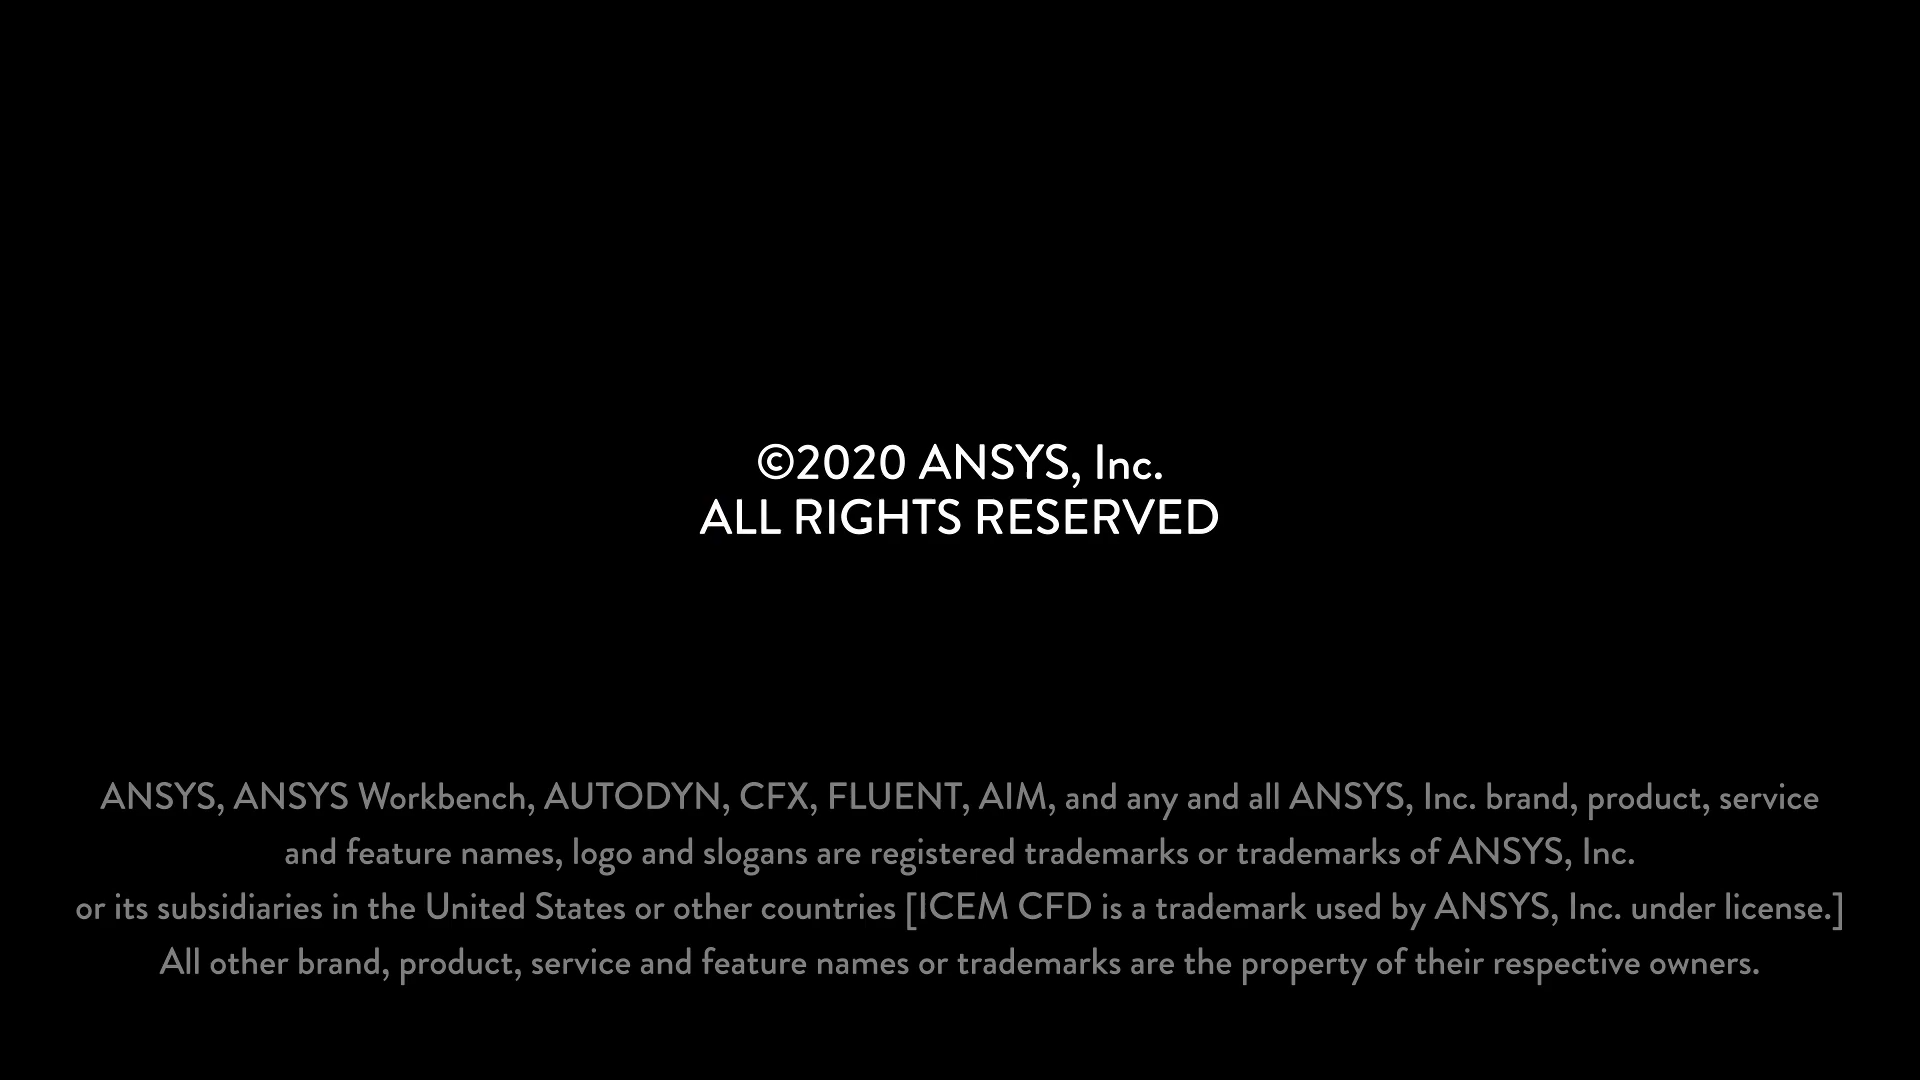 ©2020 ANSYS, Inc.
ALL RIGHTS RESERVED
ANSYS, ANSYS Workbench, AUTODYN, CFX, FLUENT, AIM, and any and all ANSYS, Inc. brand, product, service
and feature names, logo and slogans are registered trademarks or trademarks of ANSYS, Inc.
or its subsidiaries in the United States or other countries [ICEM CFD is a trademark used by ANSYS, Inc. under license.]
All other brand, product, service and feature names or trademarks are the property of their respective owners.